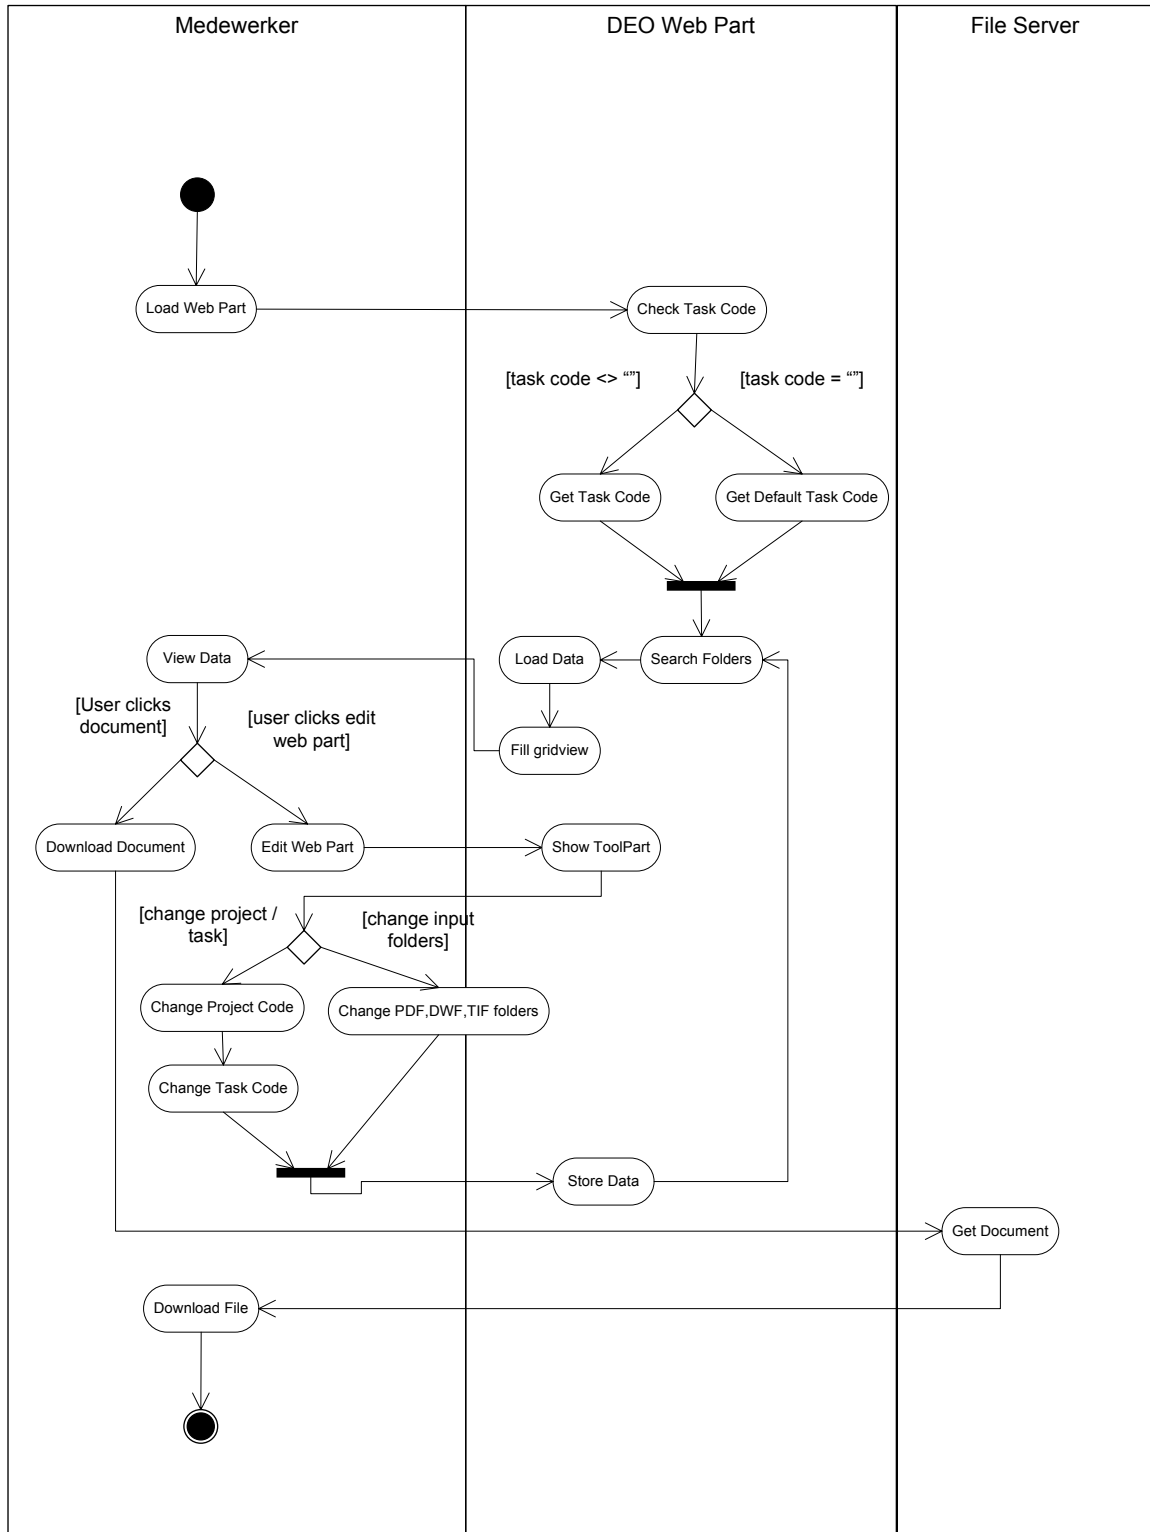 Medewerker
DEO Web Part
File Server
Load Web Part
Check Task Code
[task code <> “”]
[task code = “”]
Get Task Code
Get Default Task Code
View Data
Load Data
Search Folders
[User clicks
document]
[user clicks edit
web part]
Fill gridview
Download Document
Edit Web Part
Show ToolPart
[change project /
task]
[change input
folders]
Change Project Code
Change PDF,DWF,TIF folders
Change Task Code
Store Data
Get Document
Download File